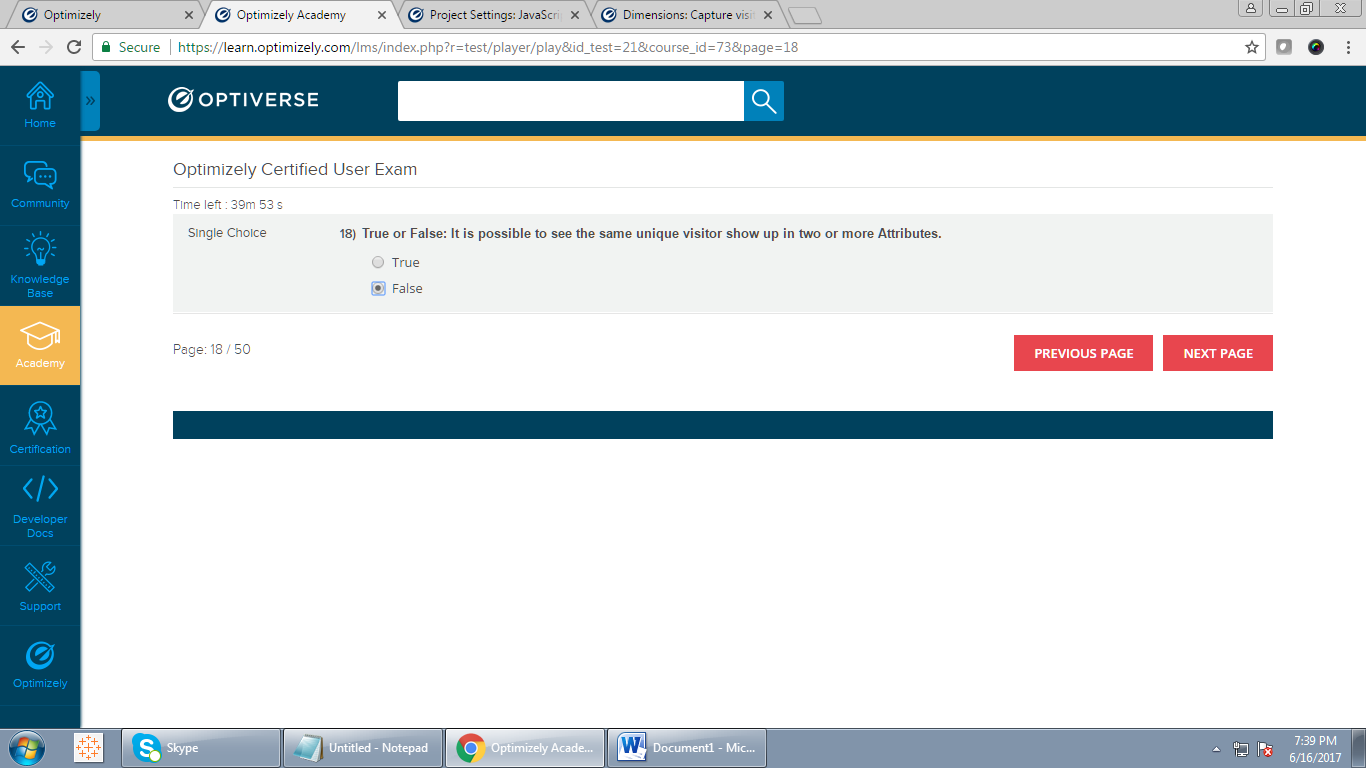 Optimizely
Optimizely Academy
Project Settings: JavaScri
Dimensions: Capture visi
Secure
https://learn.optimizely.com/lms/index.php?r=test/player/play&id_test=21&course_id=73&page=18
Home
»
OPTIVERSE
Community
Knowledge
Base
Academy
Certification
Developer
Docs
Support
Optimizely
Optimizely Certified User Exam
Time left : 39m 53 s
Single Choice
18) True or False: It is possible to see the same unique visitor show up in two or more Attributes.
True
False
Page: 18 / 50
PREVIOUS PAGE
NEXT PAGE
Skype
Untitled - Notepad
Optimizely Acade...
Document1 - Mic...
7:39 PM
6/16/2017